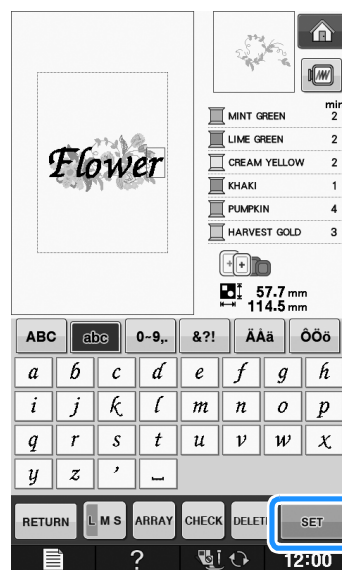 Flower
min
MINT GREEN 2
LIME GREEN 2
CREAM YELLOW 2
KHAKI 1
PUMPKIN 4
HARVEST GOLD 3
57.7 mm
114.5 mm
ABC abc 0~9,. &?! ÄÅä ÔÖö
a b c d e f g h
i j k l m n o p
q r s t u v w x
y z ’ ⎵
RETURN L M S ARRAY CHECK DELETE SET
? 12:00